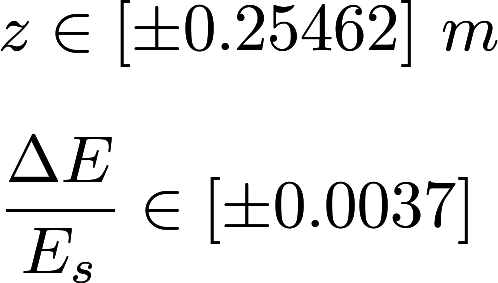 z ∈ [±0.25462] m
ΔE/E_s ∈ [±0.0037]